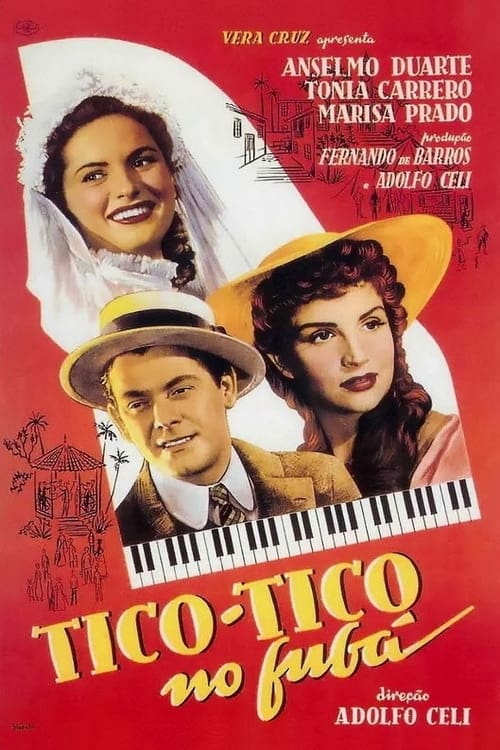 VERA CRUZ apresenta
ANSELMO DUARTE
TONIA CARRERO
MARISA PRADO
produção
FERNANDO DE BARROS
e ADOLFO CELI
TICO-TICO
no fubá
direção
ADOLFO CELI